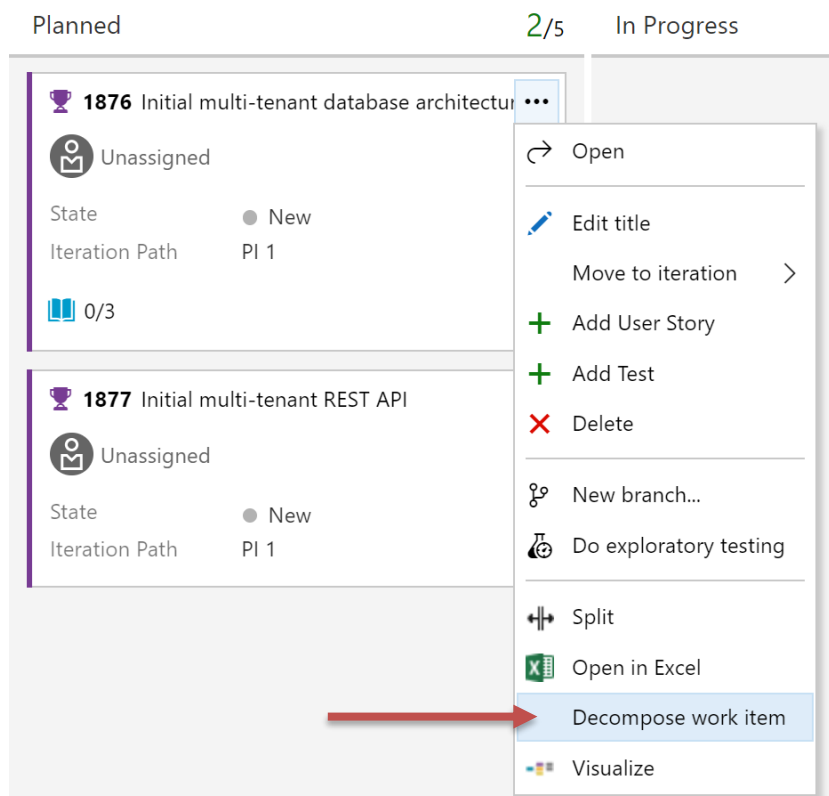 Planned 2/5 In Progress
1876 Initial multi-tenant database architectur
Unassigned
State New
Iteration Path PI 1
0/3
1877 Initial multi-tenant REST API
Unassigned
State New
Iteration Path PI 1
Open
Edit title
Move to iteration
Add User Story
Add Test
Delete
New branch...
Do exploratory testing
Split
Open in Excel
Decompose work item
Visualize